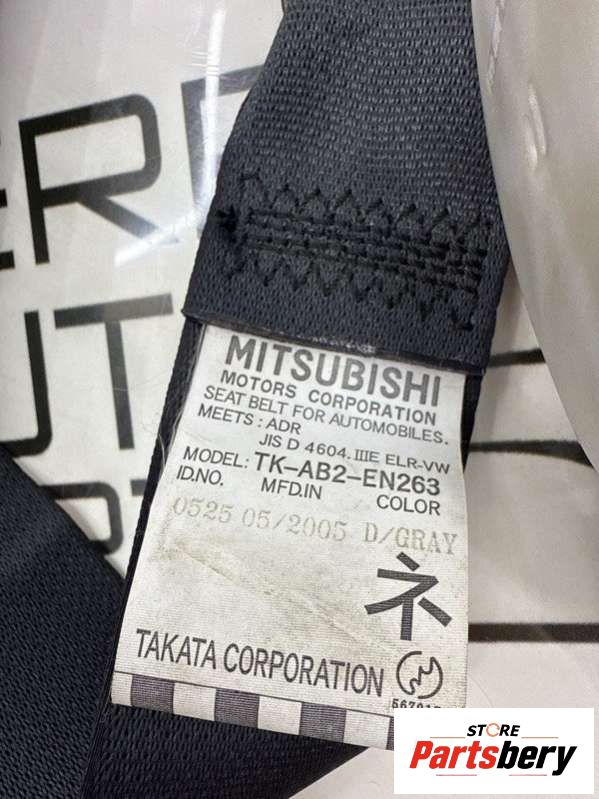 MITSUBISHI
MOTORS CORPORATION
SEAT BELT FOR AUTOMOBILES.
MEETS : ADR
JIS D 4604. IIIE ELR-VW
MODEL: TK-AB2-EN263
ID.NO. MFD.IN COLOR
0525 05/2005 D/GRAY
ネ
TAKATA CORPORATION
STORE
Partsbery